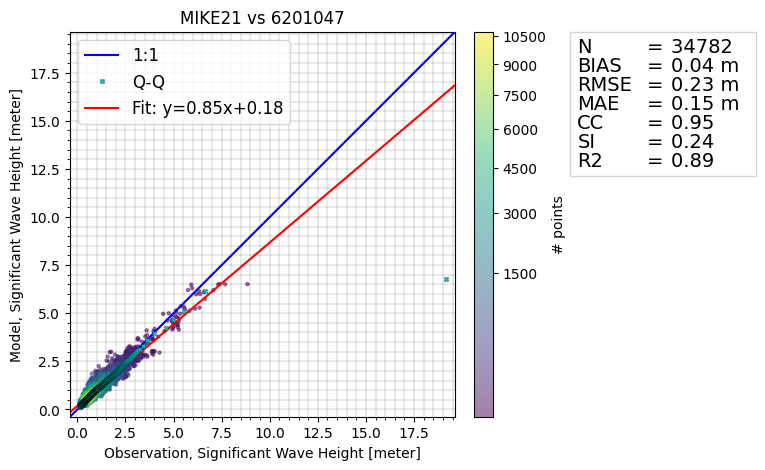 MIKE21 vs 6201047
1:1
Q-Q
Fit: y=0.85x+0.18
Model, Significant Wave Height [meter]
17.5
15.0
12.5
10.0
7.5
5.0
2.5
0.0
0.0 2.5 5.0 7.5 10.0 12.5 15.0 17.5
Observation, Significant Wave Height [meter]
10500
9000
7500
6000
4500
3000
1500
# points
N = 34782
BIAS = 0.04 m
RMSE = 0.23 m
MAE = 0.15 m
CC = 0.95
SI = 0.24
R2 = 0.89